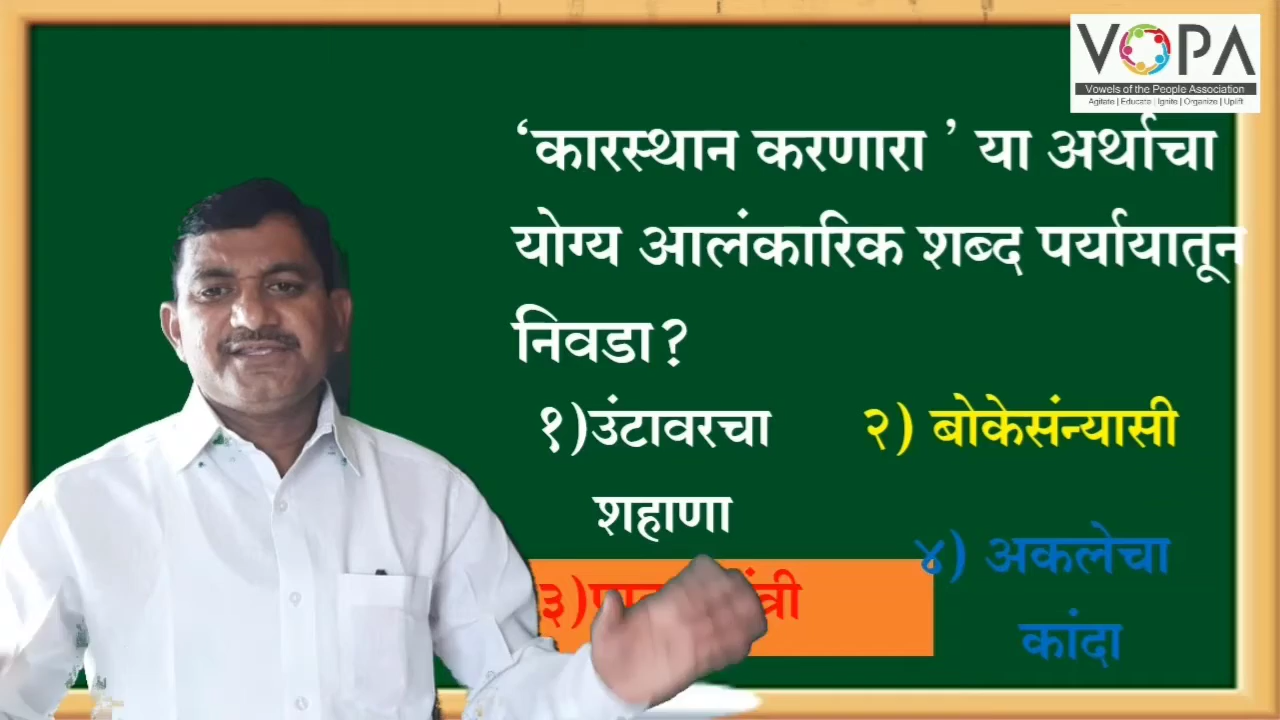 VOPA
Vowels of the People Association
Agitate | Educate | Ignite | Organize | Uplift
‘कारस्थान करणारा ’ या अर्थाचा
योग्य आलंकारिक शब्द पर्यायातून
निवडा?
१)उंटावरचा
शहाणा
२) बोकेसंन्यासी
३)
४) अकलेचा
कांदा